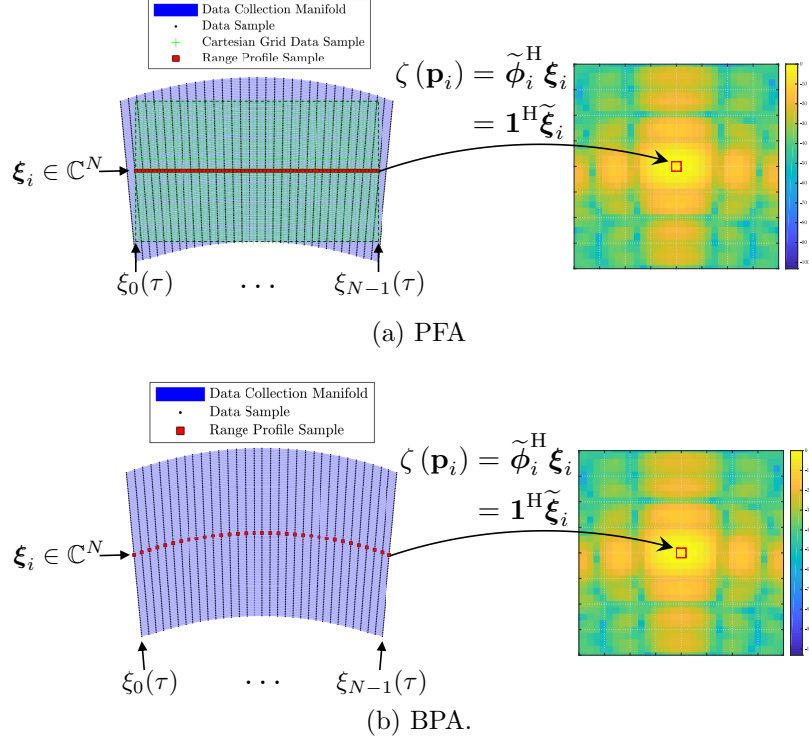 Data Collection Manifold
Data Sample
Cartesian Grid Data Sample
Range Profile Sample
ζ (p_i) = φ̃_i^H ξ_i
= 1^H ξ̃_i
ξ_i ∈ ℂ^N
ξ_0(τ) ... ξ_{N−1}(τ)
(a) PFA
Data Collection Manifold
Data Sample
Range Profile Sample
ζ (p_i) = φ̃_i^H ξ_i
= 1^H ξ̃_i
ξ_i ∈ ℂ^N
ξ_0(τ) ... ξ_{N−1}(τ)
(b) BPA.